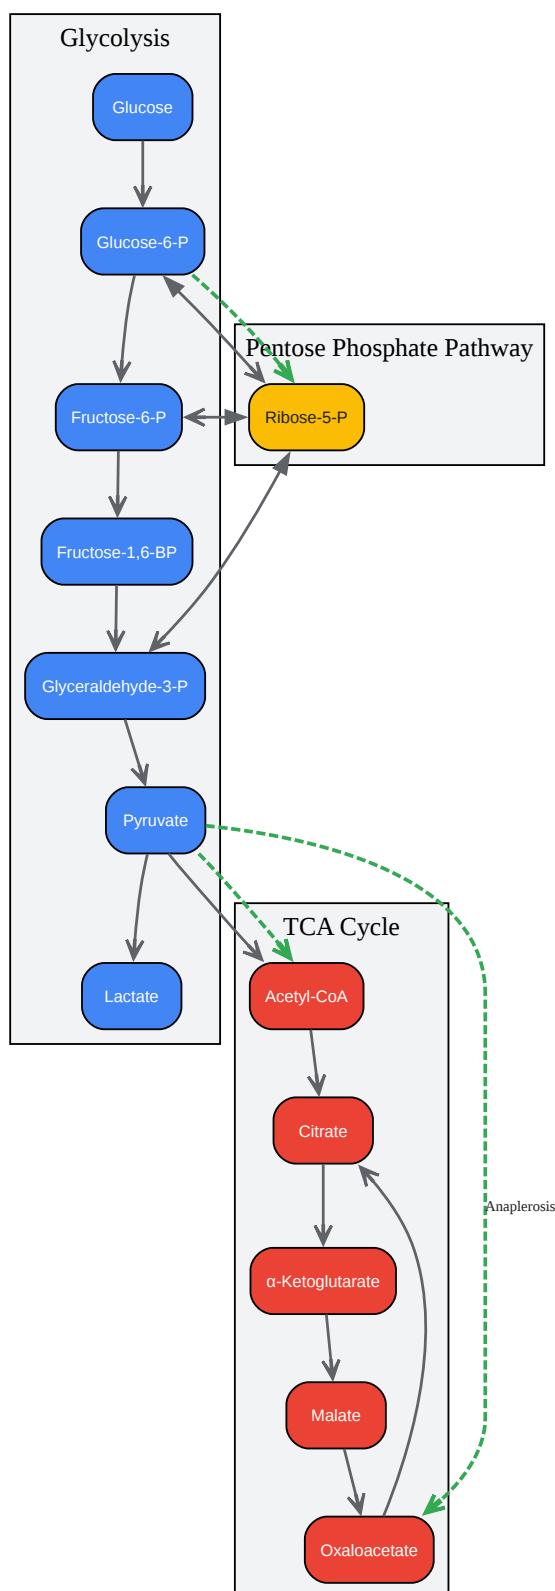 Glycolysis
Glucose
Glucose-6-P
Pentose Phosphate Pathway
Fructose-6-P
Ribose-5-P
Fructose-1,6-BP
Glyceraldehyde-3-P
Pyruvate
TCA Cycle
Lactate
Acetyl-CoA
Citrate
Anaplerosis
α-Ketoglutarate
Malate
Oxaloacetate